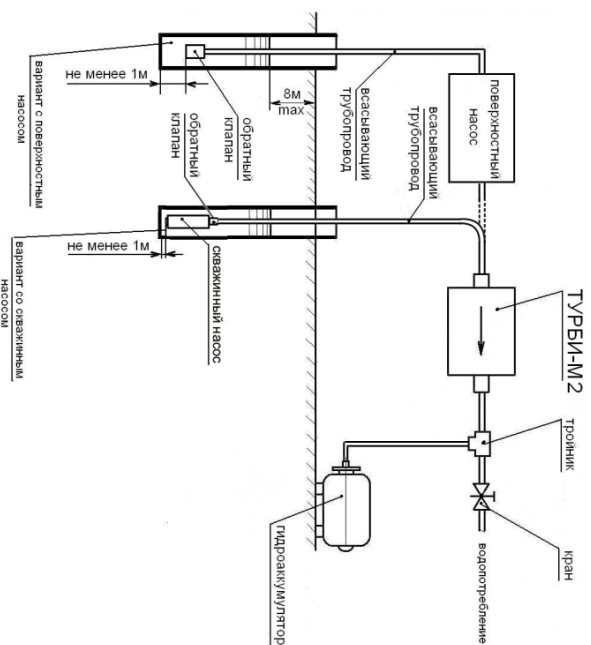 вариант с поверхностным
насосом
не менее 1м
обратный
клапан
8м
max
всасывающий
трубопровод
поверхностный
насос
обратный
клапан
всасывающий
трубопровод
не менее 1м
вариант со скважинным
насосом
скважинный насос
ТУРБИ-М2
тройник
кран
водопотребление
гидроаккумулятор